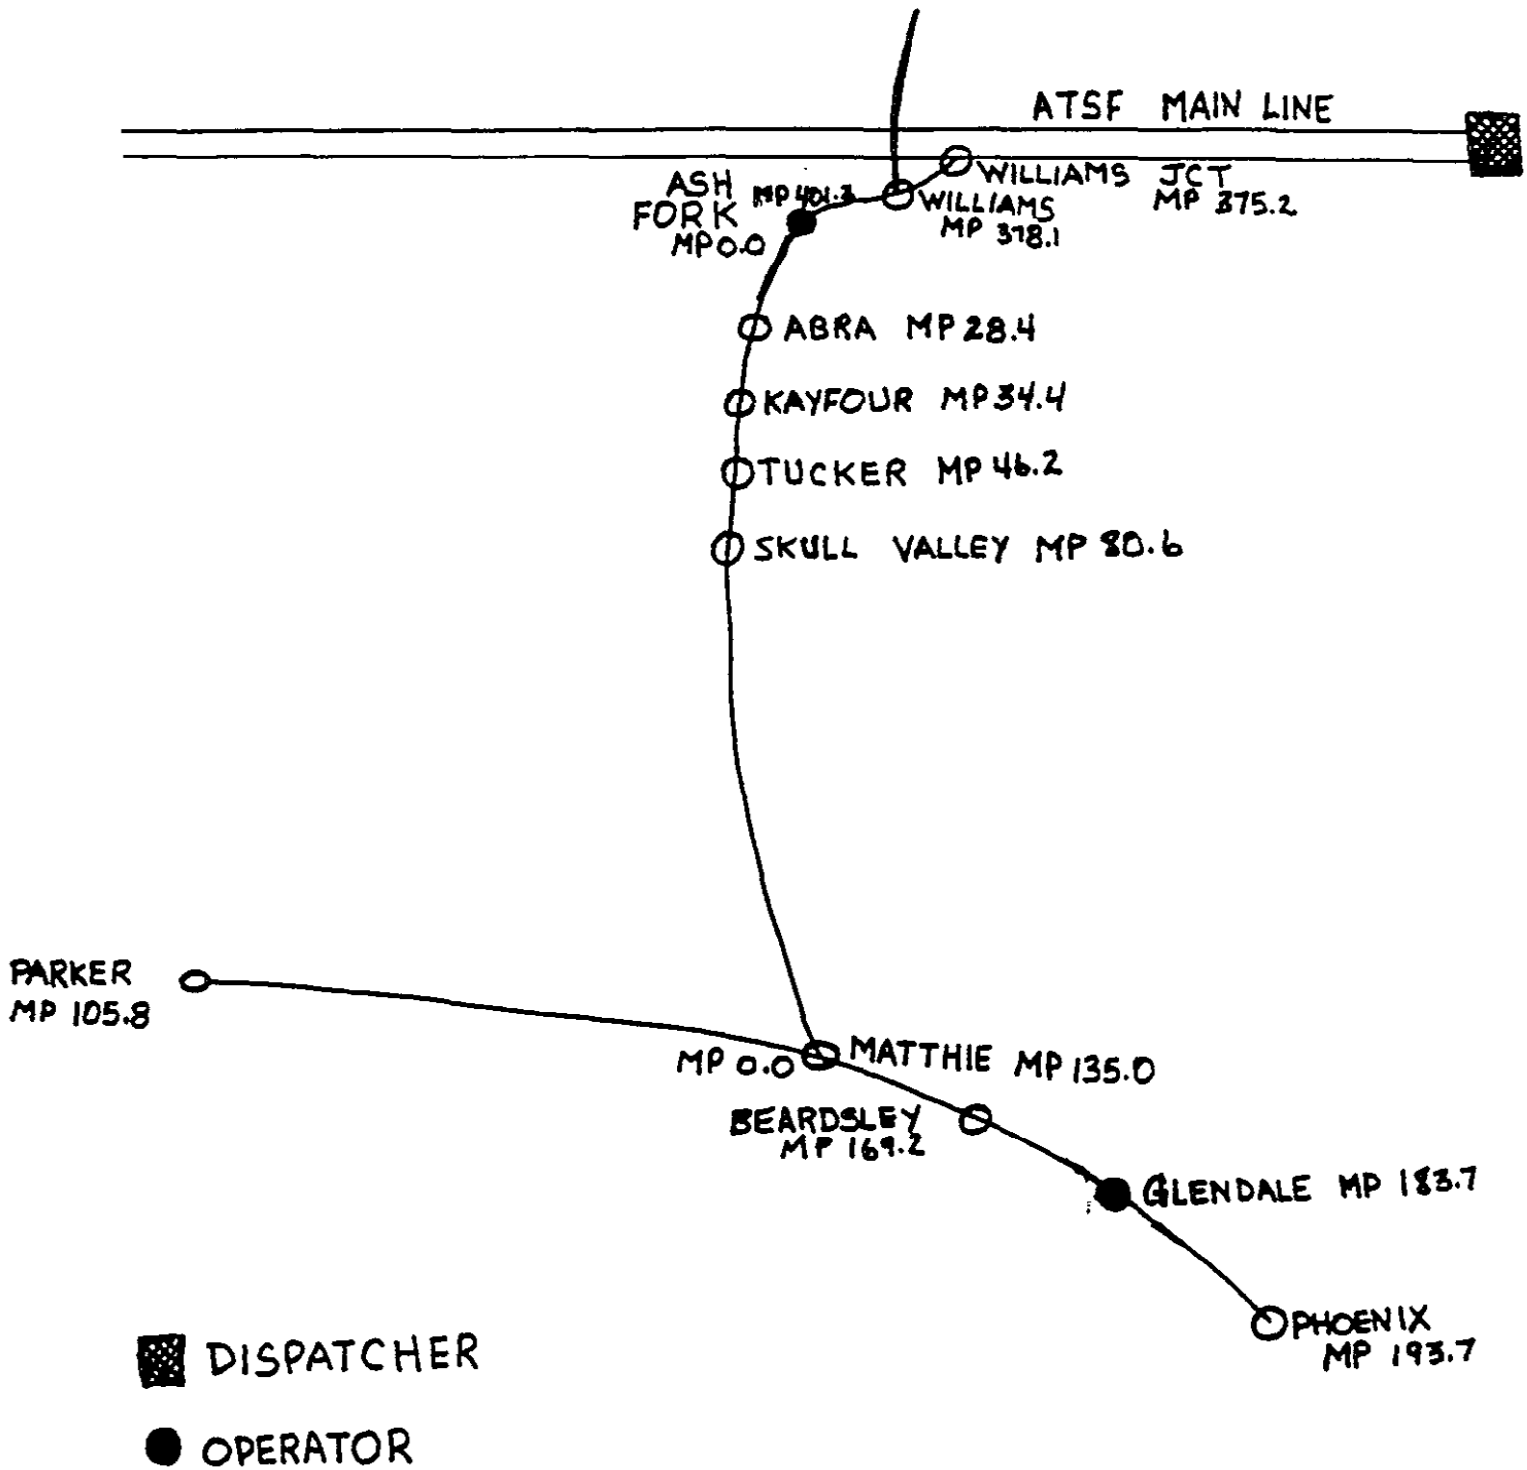 ATSF MAIN LINE
WILLIAMS JCT
MP 375.2
ASH
FORK
MP 401.3
MP 0.0
WILLIAMS
MP 378.1
ABRA MP 28.4
KAYFOUR MP 34.4
TUCKER MP 46.2
SKULL VALLEY MP 80.6
PARKER
MP 105.8
MP 0.0
MATTHIE MP 135.0
BEARDSLEY
MP 169.2
GLENDALE MP 183.7
PHOENIX
MP 193.7
DISPATCHER
OPERATOR